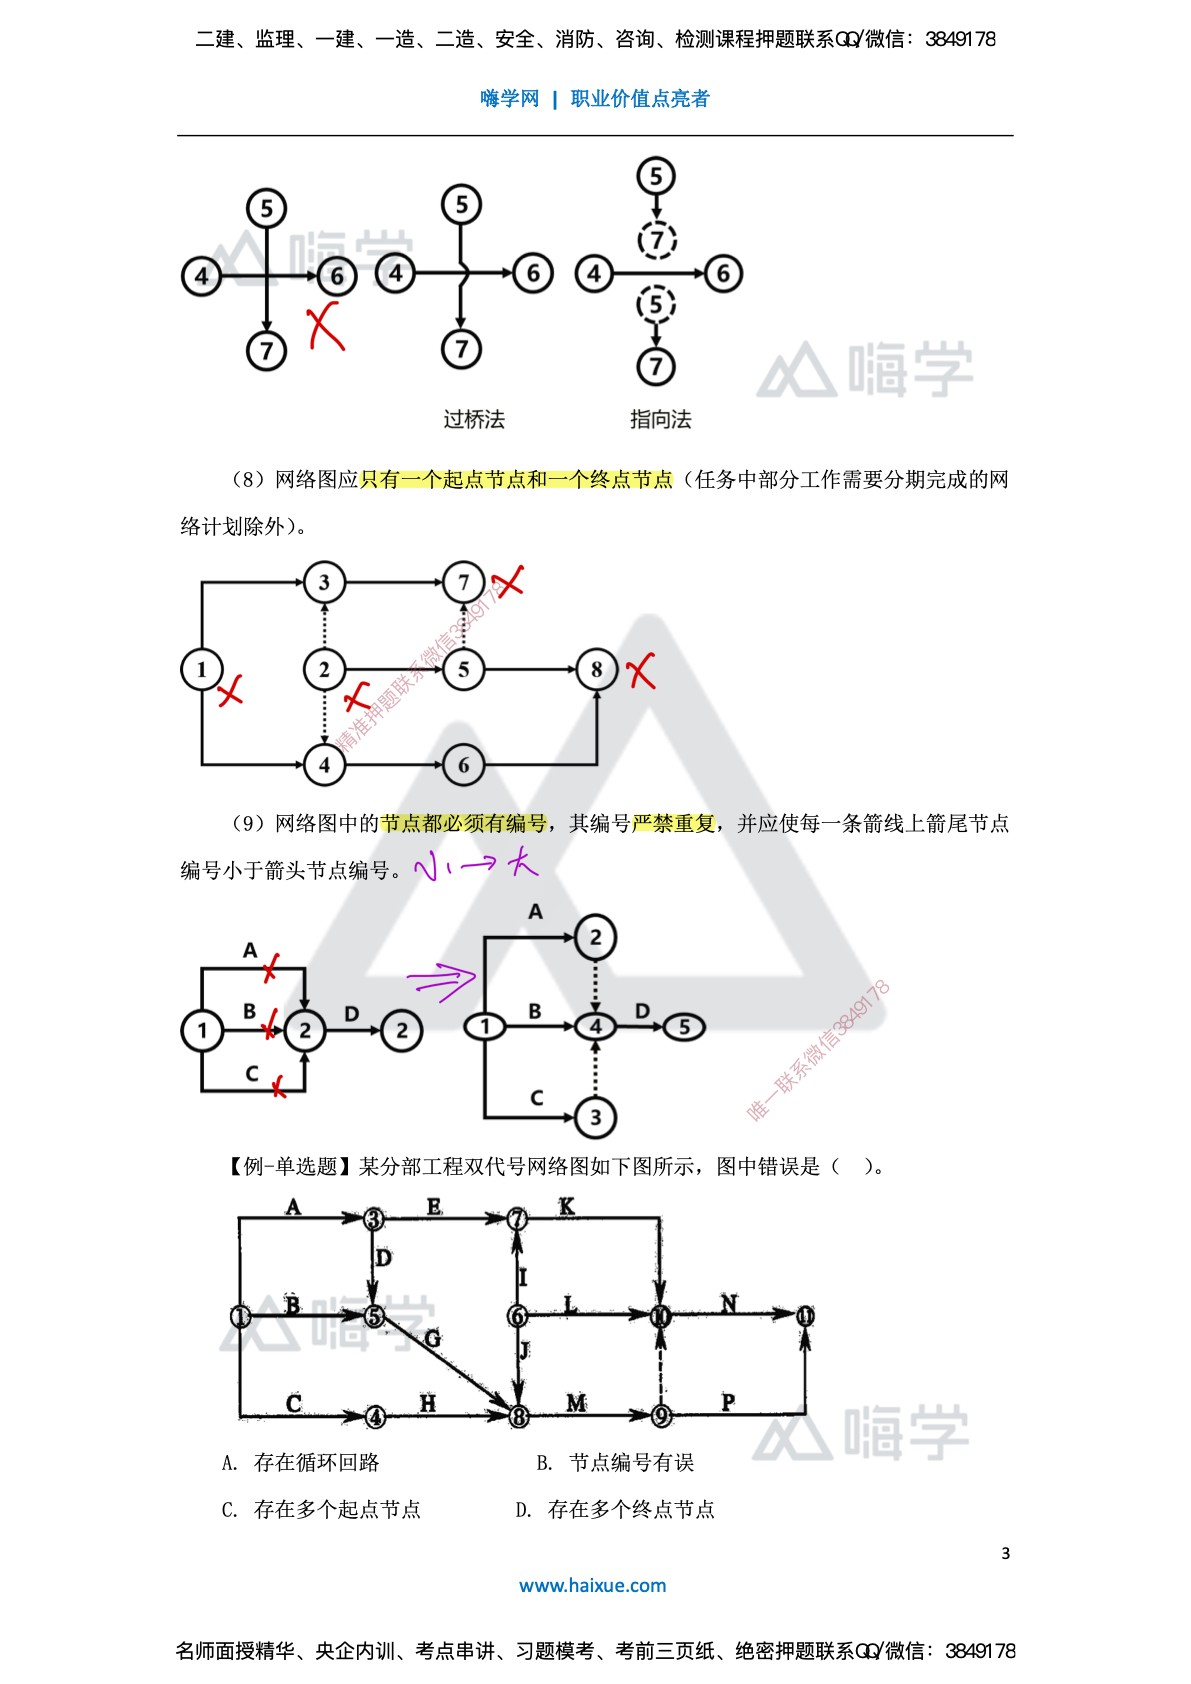 二建、监理、一建、一造、二造、安全、消防、咨询、检测课程押题联系QQ/微信：3849178
嗨学网 | 职业价值点亮者
5
4 6
7
5
4 6
7
5
7
4 6
5
7
嗨学
嗨学
过桥法 指向法
（8）网络图应只有一个起点节点和一个终点节点（任务中部分工作需要分期完成的网
络计划除外）。
3 7
1 2 5 8
4 6
精准押题联系微信3849178
（9）网络图中的节点都必须有编号，其编号严禁重复，并应使每一条箭线上箭尾节点
编号小于箭头节点编号。
小→大
A
1 B 2 D 2
C
A
2
1 B 4 D 5
C
3
唯一联系微信3849178
【例-单选题】某分部工程双代号网络图如下图所示，图中错误是（ ）。
A ③ E ⑦ K
D I
① B ⑤ ⑥ L ⑩ N ⑪
G J
C ④ H ⑧ M ⑨ P
嗨学
嗨学
A. 存在循环回路 B. 节点编号有误
C. 存在多个起点节点 D. 存在多个终点节点
3
www.haixue.com
名师面授精华、央企内训、考点串讲、习题模考、考前三页纸、绝密押题联系QQ/微信：3849178